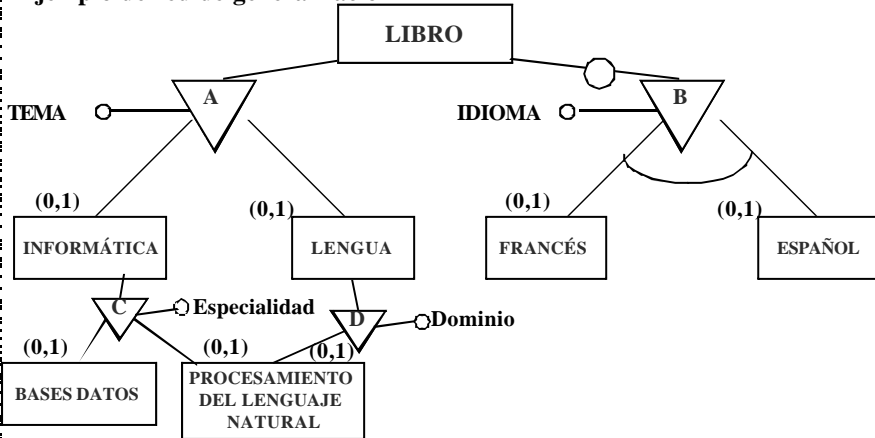 LIBRO
A
B
TEMA
IDIOMA
(0,1)
(0,1)
(0,1)
(0,1)
INFORMÁTICA
LENGUA
FRANCÉS
ESPAÑOL
C
Especialidad
D
Dominio
(0,1)
(0,1)
(0,1)
BASES DATOS
PROCESAMIENTO
DEL LENGUAJE
NATURAL